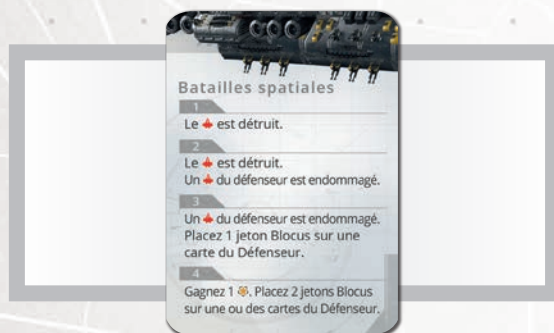 Batailles spatiales
1
Le est détruit.
2
Le est détruit.
Un du défenseur est endommagé.
3
Un du défenseur est endommagé.
Placez 1 jeton Blocus sur une
carte du Défenseur.
4
Gagnez 1 . Placez 2 jetons Blocus
sur une ou des cartes du Défenseur.